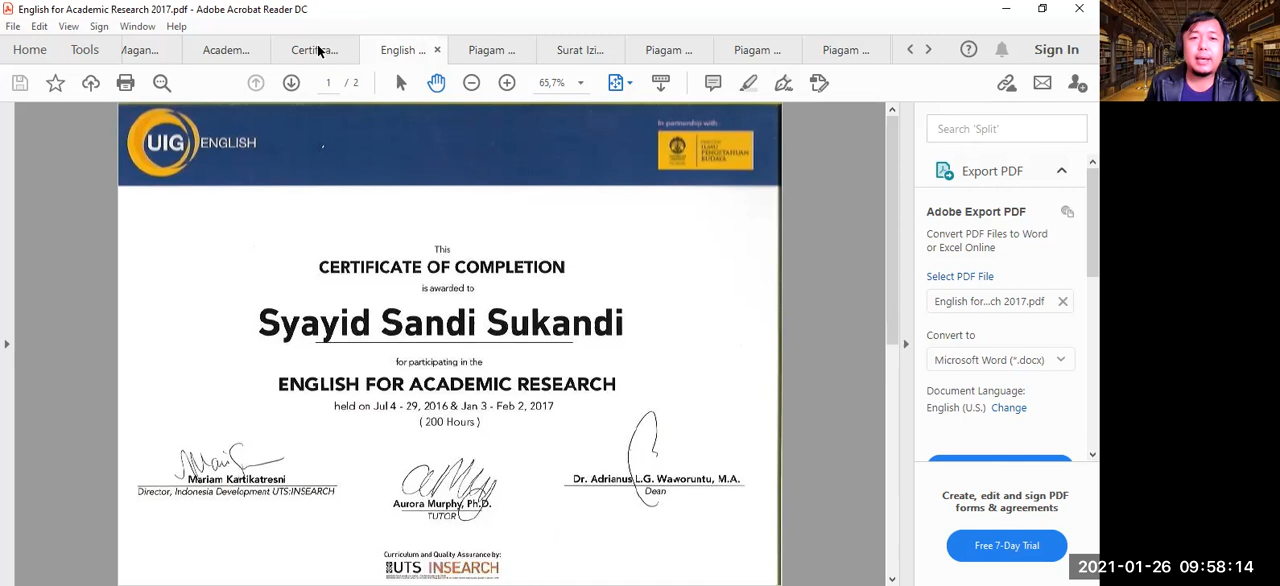 English for Academic Research 2017.pdf - Adobe Acrobat Reader DC
File Edit View Sign Window Help
Home Tools Magan... Academ... Certifica... English ... Piagam ... Surat Izi... Piagam ... Piagam ... Piagam ... Sign In
1 / 2 65,7%
UIG ENGLISH
In partnership with:
ILMU
PENGETAHUAN
BUDAYA
This
CERTIFICATE OF COMPLETION
is awarded to
Syayid Sandi Sukandi
for participating in the
ENGLISH FOR ACADEMIC RESEARCH
held on Jul 4 - 29, 2016 & Jan 3 - Feb 2, 2017
( 200 Hours )
Mariam Kartikatresni
Director, Indonesia Development UTS:INSEARCH
Aurora Murphy, Ph.D.
TUTOR
Dr. Adrianus L.G. Waworuntu, M.A.
Dean
Curriculum and Quality Assurance by:
UTS INSEARCH
Search 'Split'
Export PDF
Adobe Export PDF
Convert PDF Files to Word
or Excel Online
Select PDF File
English for...ch 2017.pdf
Convert to
Microsoft Word (*.docx)
Document Language:
English (U.S.) Change
Create, edit and sign PDF
forms & agreements
Free 7-Day Trial
2021-01-26 09:58:14